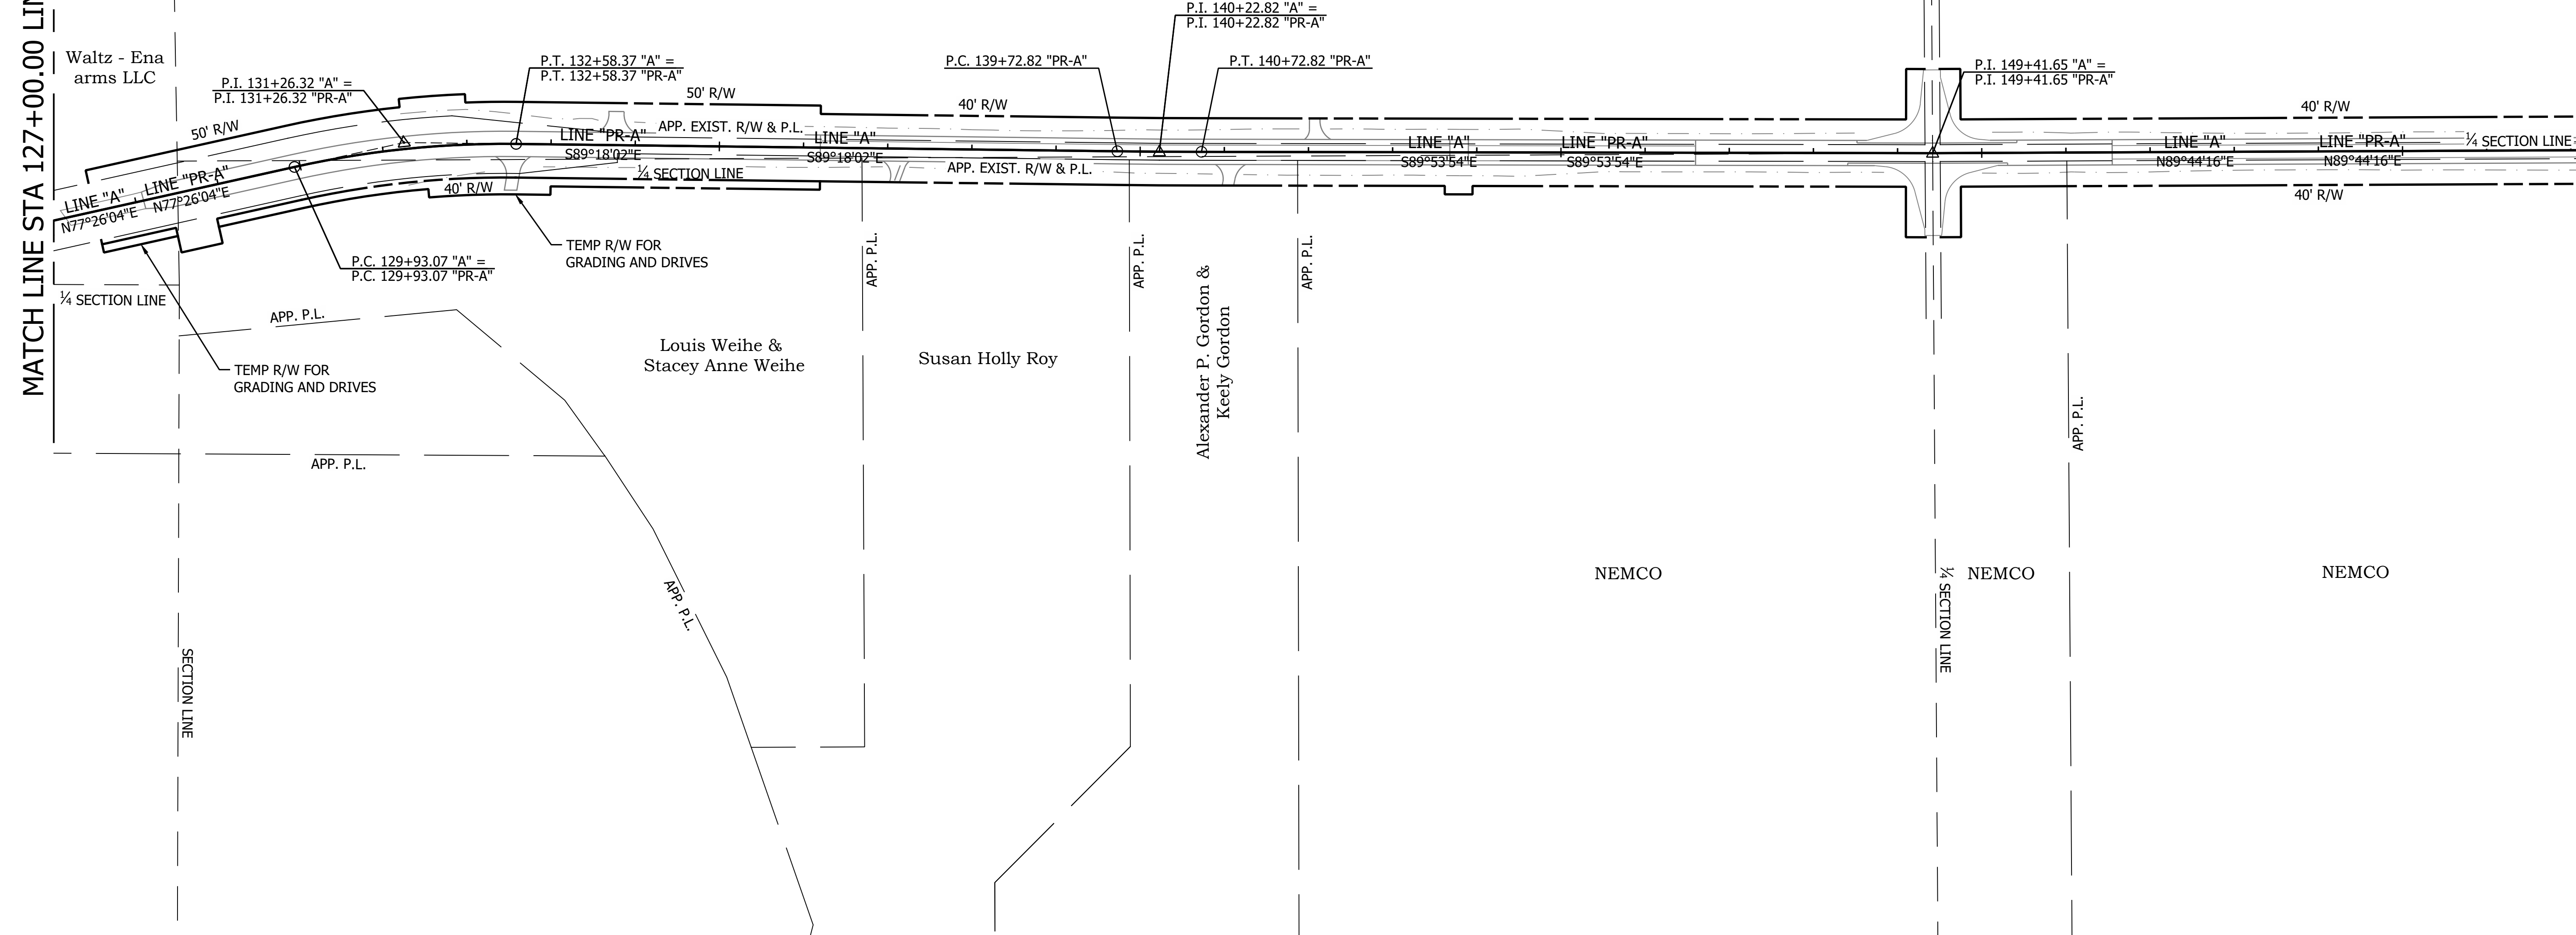 MATCH LINE STA 127+00.00
Waltz - Ena
arms LLC
P.I. 131+26.32 "A" =
P.I. 131+26.32 "PR-A"
P.T. 132+58.37 "A" =
P.T. 132+58.37 "PR-A"
P.C. 139+72.82 "PR-A"
P.I. 140+22.82 "A" =
P.I. 140+22.82 "PR-A"
P.T. 140+72.82 "PR-A"
P.I. 149+41.65 "A" =
P.I. 149+41.65 "PR-A"
50' R/W
50' R/W
40' R/W
40' R/W
APP. EXIST. R/W & P.L.
LINE "A"
N77°26'04"E
LINE "PR-A"
N77°26'04"E
LINE "PR-A"
S89°18'02"E
LINE "A"
S89°18'02"E
LINE "A"
S89°53'54"E
LINE "PR-A"
S89°53'54"E
LINE "A"
N89°44'16"E
LINE "PR-A"
N89°44'16"E
¼ SECTION LINE
¼ SECTION LINE
APP. EXIST. R/W & P.L.
40' R/W
40' R/W
P.C. 129+93.07 "A" =
P.C. 129+93.07 "PR-A"
TEMP R/W FOR
GRADING AND DRIVES
¼ SECTION LINE
APP. P.L.
TEMP R/W FOR
GRADING AND DRIVES
APP. P.L.
APP. P.L.
APP. P.L.
APP. P.L.
Louis Weihe &
Stacey Anne Weihe
Susan Holly Roy
Alexander P. Gordon &
Keely Gordon
APP. P.L.
APP. P.L.
NEMCO
NEMCO
NEMCO
¼ SECTION LINE
SECTION LINE